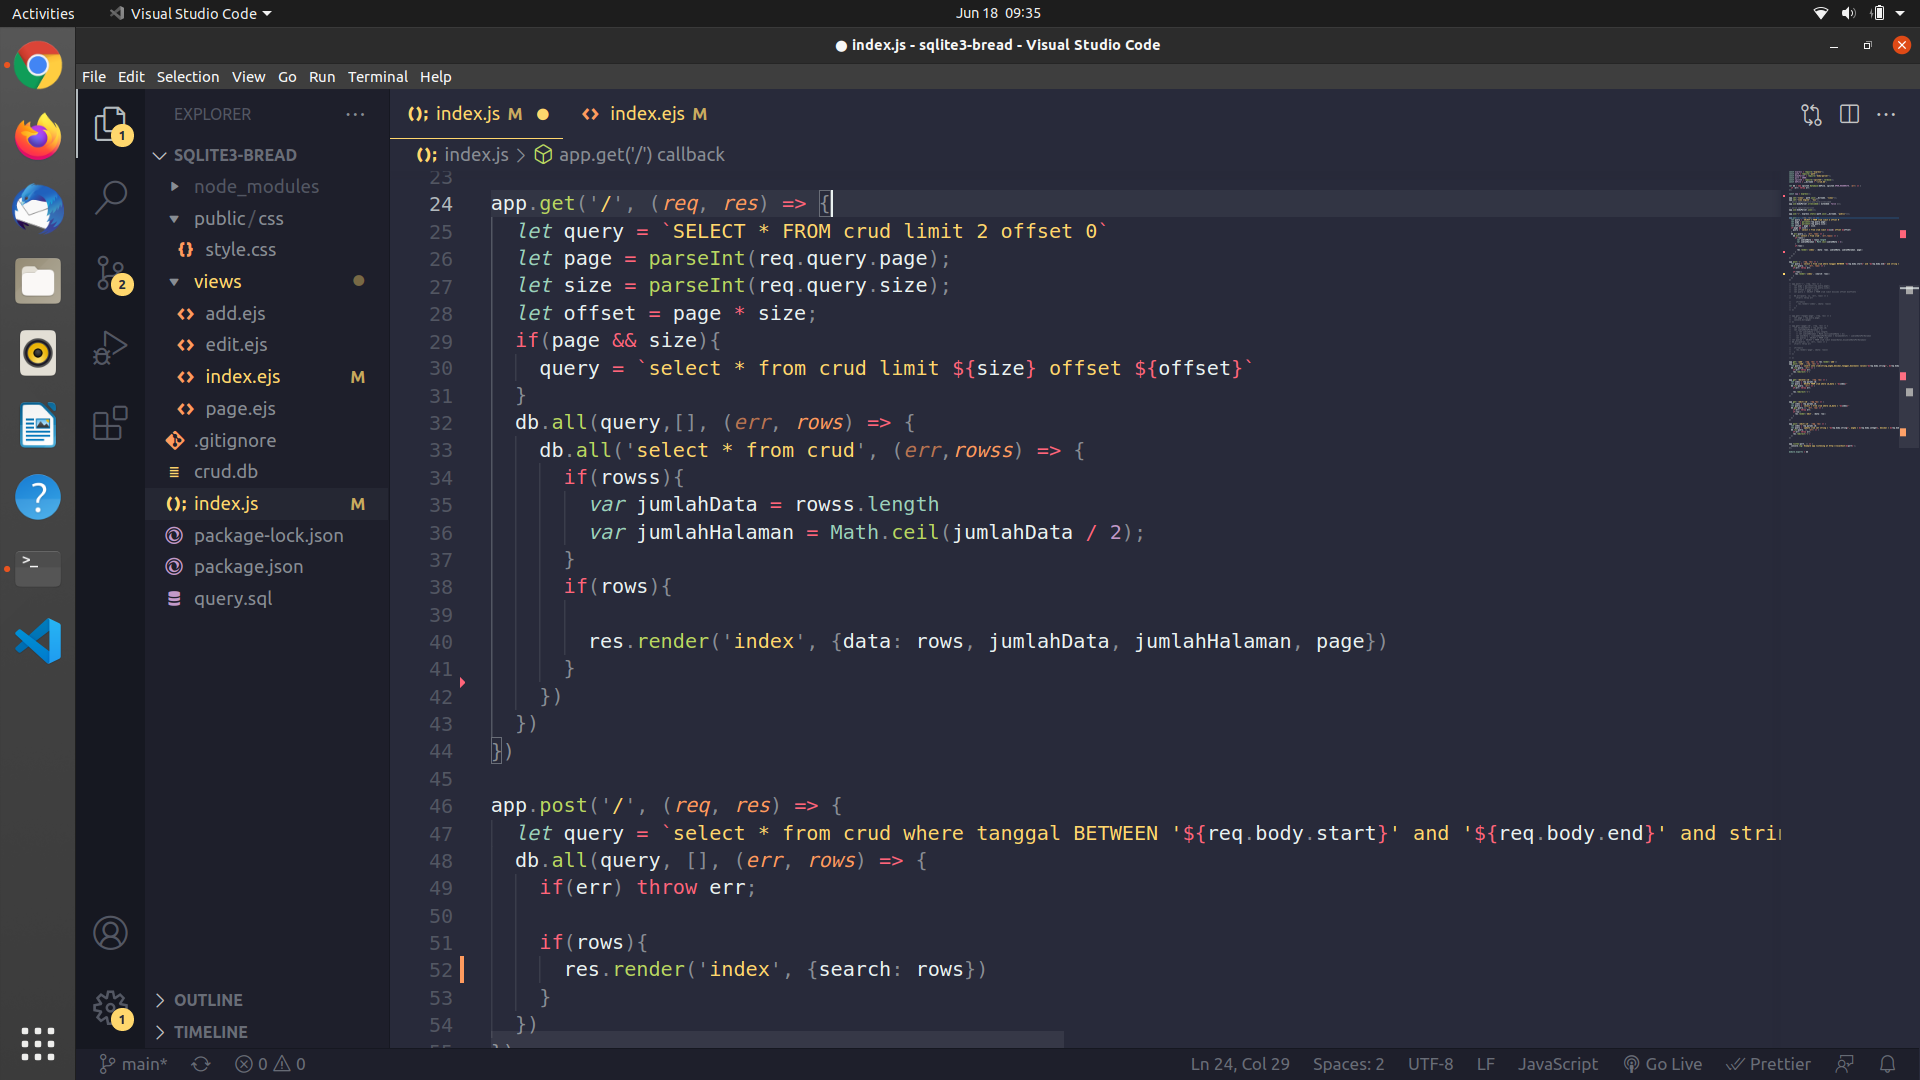 Activities
Visual Studio Code
Jun 18 09:35
● index.js - sqlite3-bread - Visual Studio Code
File Edit Selection View Go Run Terminal Help
EXPLORER
SQLITE3-BREAD
node_modules
public/css
style.css
views
add.ejs
edit.ejs
index.ejs M
page.ejs
.gitignore
crud.db
index.js M
package-lock.json
package.json
query.sql
OUTLINE
TIMELINE
1
2
1
index.js M
index.ejs M
index.js > app.get('/') callback
23
24 app.get('/', (req, res) => {
25 let query = `SELECT * FROM crud limit 2 offset 0`
26 let page = parseInt(req.query.page);
27 let size = parseInt(req.query.size);
28 let offset = page * size;
29 if(page && size){
30 query = `select * from crud limit ${size} offset ${offset}`
31 }
32 db.all(query,[], (err, rows) => {
33 db.all('select * from crud', (err,rowss) => {
34 if(rowss){
35 var jumlahData = rowss.length
36 var jumlahHalaman = Math.ceil(jumlahData / 2);
37 }
38 if(rows){
39
40 res.render('index', {data: rows, jumlahData, jumlahHalaman, page})
41 }
42 })
43 })
44 })
45
46 app.post('/', (req, res) => {
47 let query = `select * from crud where tanggal BETWEEN '${req.body.start}' and '${req.body.end}' and strin
48 db.all(query, [], (err, rows) => {
49 if(err) throw err;
50
51 if(rows){
52 res.render('index', {search: rows})
53 }
54 })
main* 0 0
Ln 24, Col 29 Spaces: 2 UTF-8 LF JavaScript Go Live Prettier